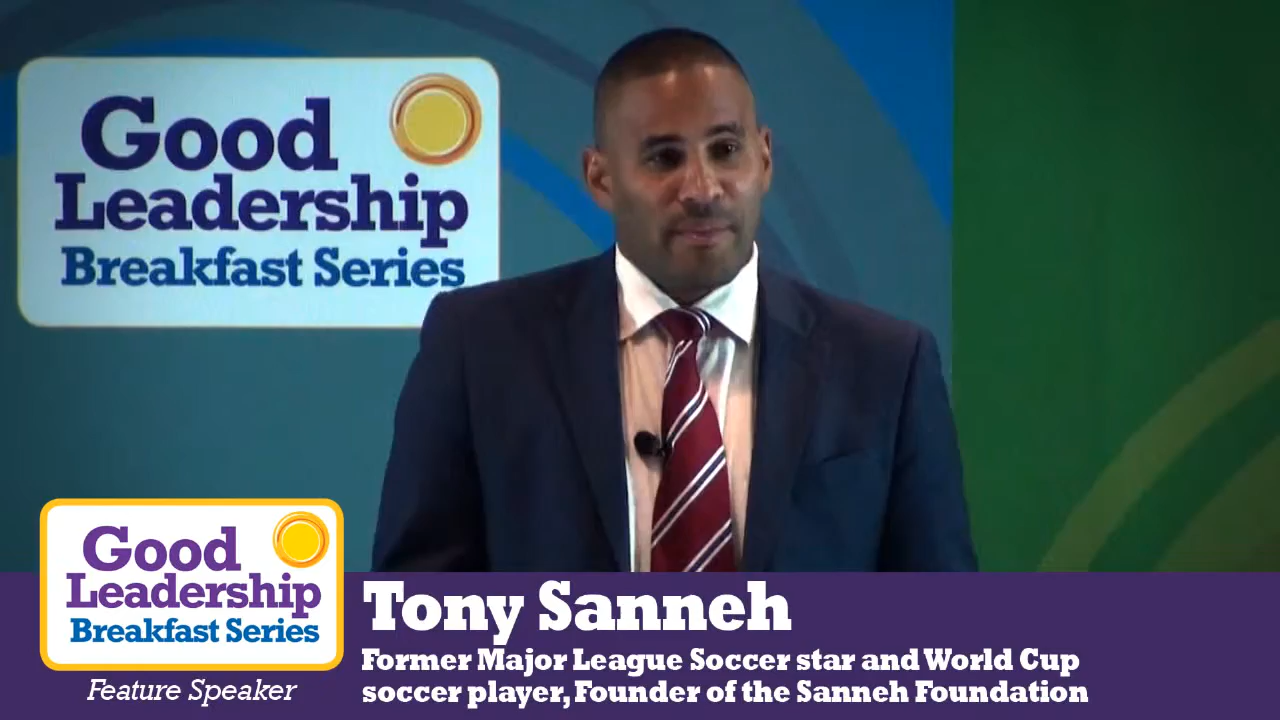 Good
Leadership
Breakfast Series
Good
Leadership
Breakfast Series
Feature Speaker
Tony Sanneh
Former Major League Soccer star and World Cup
soccer player, Founder of the Sanneh Foundation